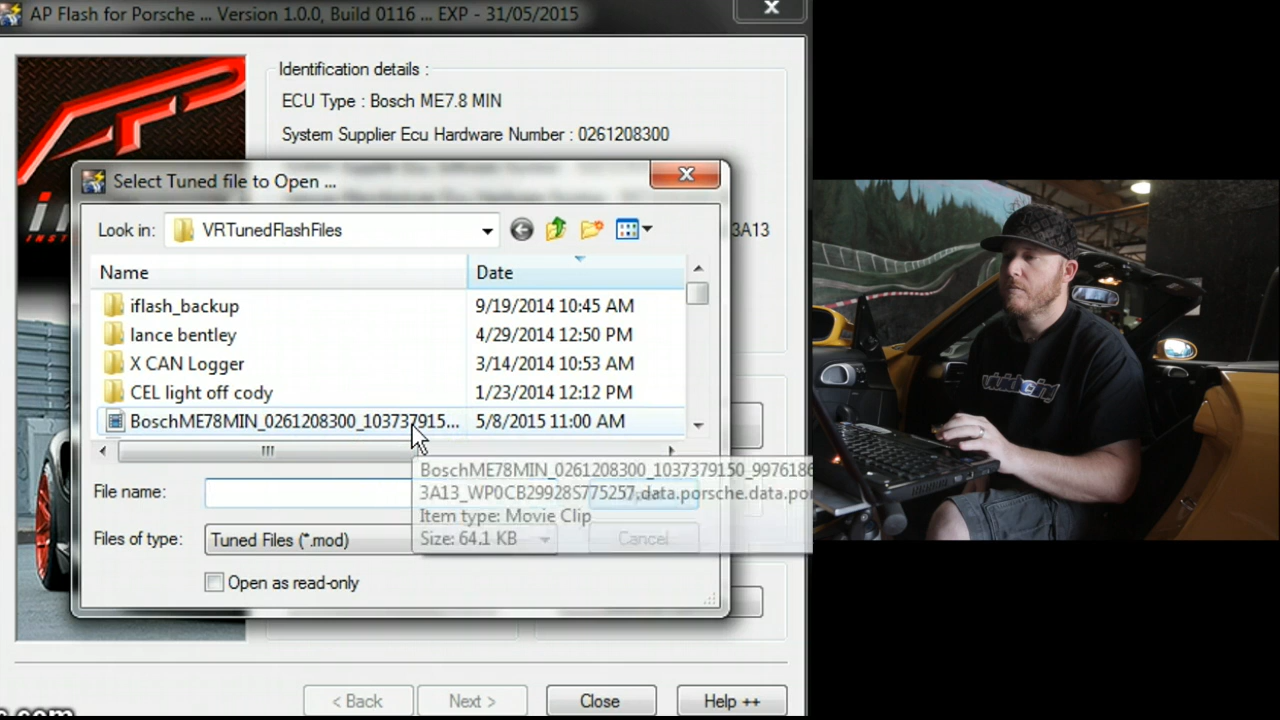 AP Flash for Porsche ... Version 1.0.0, Build 0116 ... EXP - 31/05/2015
Identification details :
ECU Type : Bosch ME7.8 MIN
System Supplier Ecu Hardware Number : 0261208300
3A13
AP
Select Tuned file to Open ...
Look in:
VRTunedFlashFiles
Name
Date
iflash_backup
9/19/2014 10:45 AM
lance bentley
4/29/2014 12:50 PM
X CAN Logger
3/14/2014 10:53 AM
CEL light off cody
1/23/2014 12:12 PM
BoschME78MIN_0261208300_103737915...
5/8/2015 11:00 AM
BoschME78MIN_0261208300_1037379150_9976186
3A13_WP0CB29928S775257,data.porsche.data.por
Item type: Movie Clip
Size: 64.1 KB
File name:
Files of type:
Tuned Files (*.mod)
Cancel
Open as read-only
< Back
Next >
Close
Help ++
vividracing